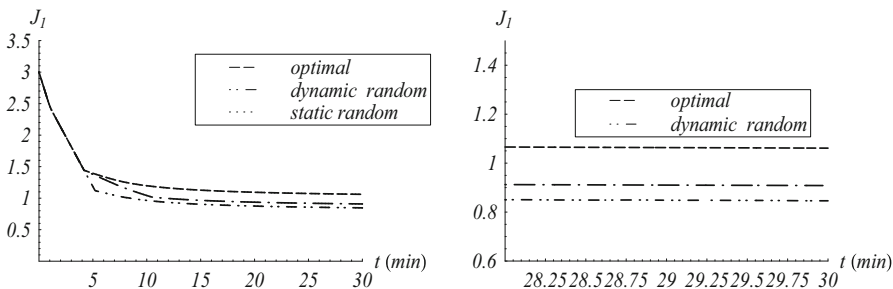 J1
3.5
3
2.5
2
1.5
1
0.5
optimal
dynamic random
static random
5 10 15 20 25 30
t (min)
J1
1.4
1.2
1
0.8
0.6
optimal
dynamic random
28.25 28.5 28.75 29 29.25 29.5 29.75 30
t (min)